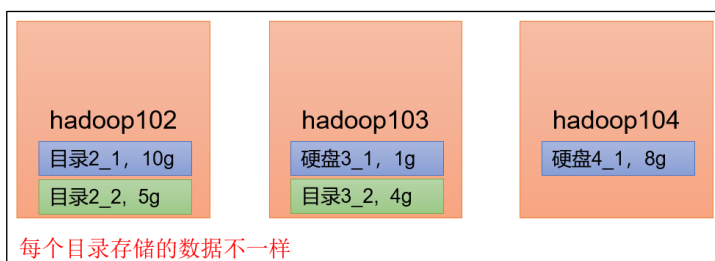 hadoop102
目录2_1，10g
目录2_2, 5g
hadoop103
硬盘3_1，1g
目录3_2, 4g
hadoop104
硬盘4_1，8g
每个目录存储的数据不一样